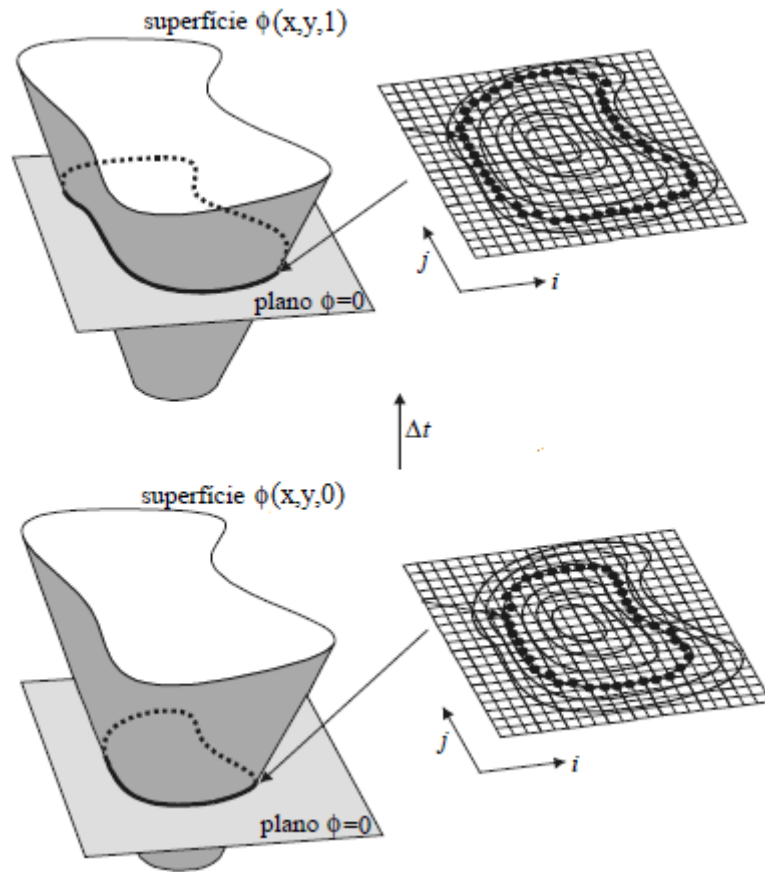 superfície ϕ(x,y,1)
j
i
plano ϕ=0
Δt
superfície ϕ(x,y,0)
j
i
plano ϕ=0